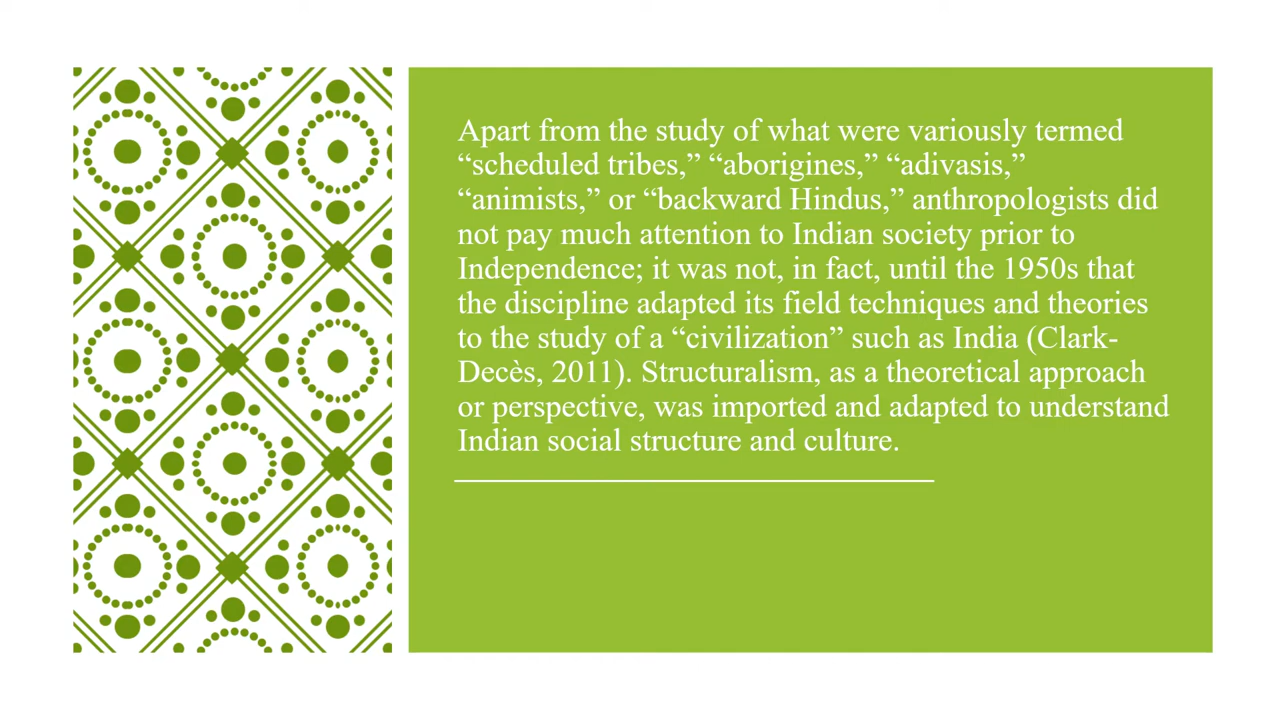 Apart from the study of what were variously termed
“scheduled tribes,” “aborigines,” “adivasis,”
“animists,” or “backward Hindus,” anthropologists did
not pay much attention to Indian society prior to
Independence; it was not, in fact, until the 1950s that
the discipline adapted its field techniques and theories
to the study of a “civilization” such as India (Clark-
Decès, 2011). Structuralism, as a theoretical approach
or perspective, was imported and adapted to understand
Indian social structure and culture.